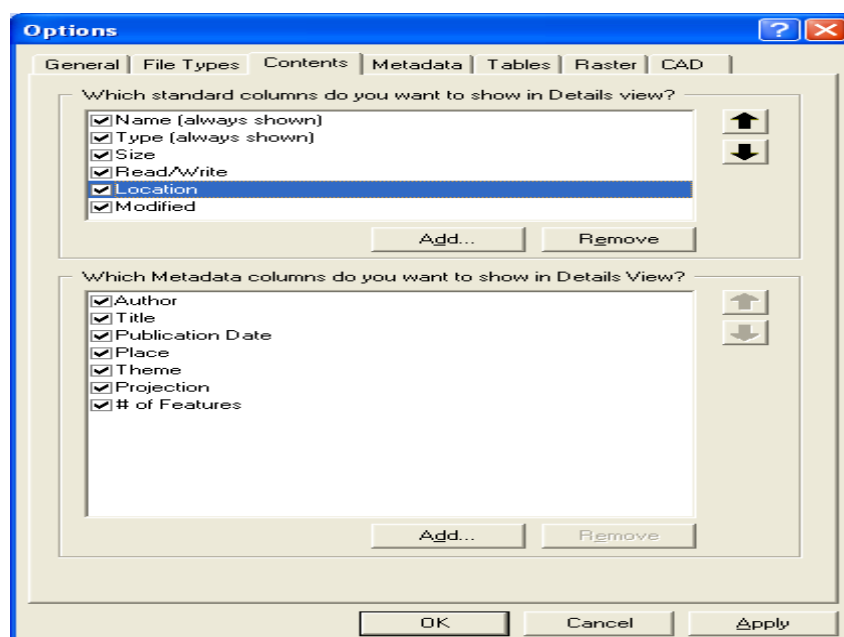 Options
General File Types Contents Metadata Tables Raster CAD
Which standard columns do you want to show in Details view?
Name (always shown)
Type (always shown)
Size
Read/Write
Location
Modified
Add... Remove
Which Metadata columns do you want to show in Details View?
Author
Title
Publication Date
Place
Theme
Projection
# of Features
Add... Remove
OK Cancel Apply